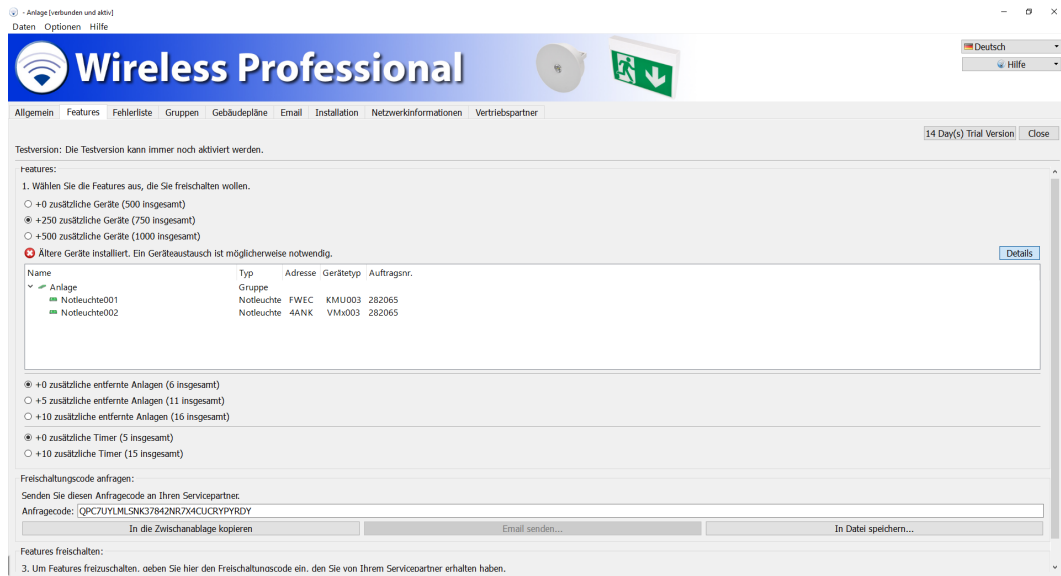 - Anlage [verbunden und aktiv]
Daten Optionen Hilfe
Wireless Professional
Deutsch
Hilfe
Allgemein Features Fehlerliste Gruppen Gebäudepläne Email Installation Netzwerkinformationen Vertriebspartner
14 Day(s) Trial Version Close
Testversion: Die Testversion kann immer noch aktiviert werden.
Features:
1. Wählen Sie die Features aus, die Sie freischalten wollen.
+0 zusätzliche Geräte (500 insgesamt)
+250 zusätzliche Geräte (750 insgesamt)
+500 zusätzliche Geräte (1000 insgesamt)
Ältere Geräte installiert. Ein Geräteaustausch ist möglicherweise notwendig.
Details
Name Typ Adresse Gerätetyp Auftragsnr.
Anlage Gruppe
Notleuchte001 Notleuchte FWEC KMU003 282065
Notleuchte002 Notleuchte 4ANK VMx003 282065
+0 zusätzliche entfernte Anlagen (6 insgesamt)
+5 zusätzliche entfernte Anlagen (11 insgesamt)
+10 zusätzliche entfernte Anlagen (16 insgesamt)
+0 zusätzliche Timer (5 insgesamt)
+10 zusätzliche Timer (15 insgesamt)
Freischaltungscode anfragen:
Senden Sie diesen Anfragecode an Ihren Servicepartner.
Anfragecode: QPC7UYLMLSNK37842NR7X4CUCRYPYRDY
In die Zwischanablage kopieren Email senden... In Datei speichern...
Features freischalten:
3. Um Features freizuschalten, geben Sie hier den Freischaltungscode ein, den Sie von Ihrem Servicepartner erhalten haben.